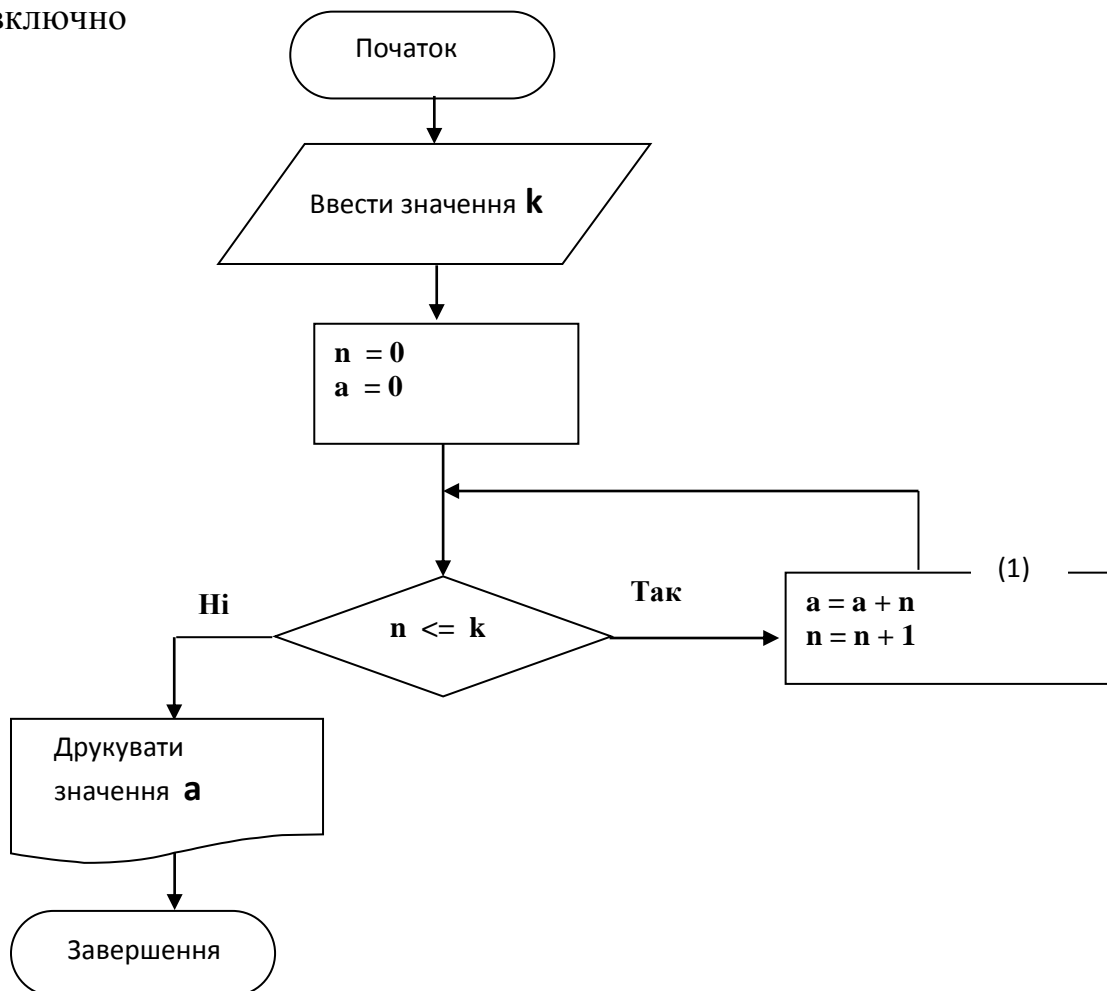 включно
Початок
Ввести значення k
n = 0
a = 0
n <= k
Ні
Так
(1)
a = a + n
n = n + 1
Друкувати
значення a
Завершення